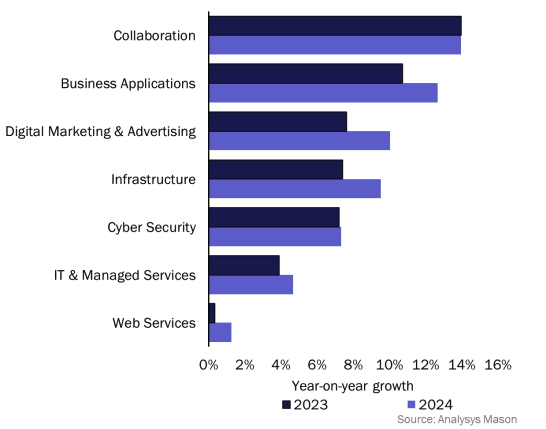 Collaboration
Business Applications
Digital Marketing & Advertising
Infrastructure
Cyber Security
IT & Managed Services
Web Services
0% 2% 4% 6% 8% 10% 12% 14% 16%
Year-on-year growth
2023 2024
Source: Analysys Mason